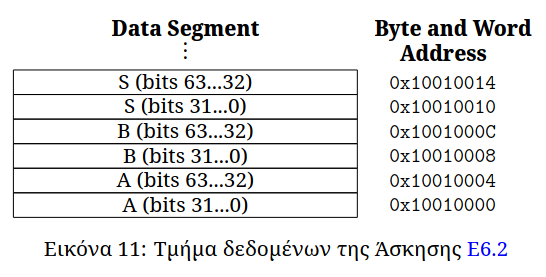 Data Segment Byte and Word
⋮ Address
S (bits 63...32) 0x10010014
S (bits 31...0) 0x10010010
B (bits 63...32) 0x1001000C
B (bits 31...0) 0x10010008
A (bits 63...32) 0x10010004
A (bits 31...0) 0x10010000
Εικόνα 11: Τμήμα δεδομένων της Άσκησης Ε6.2